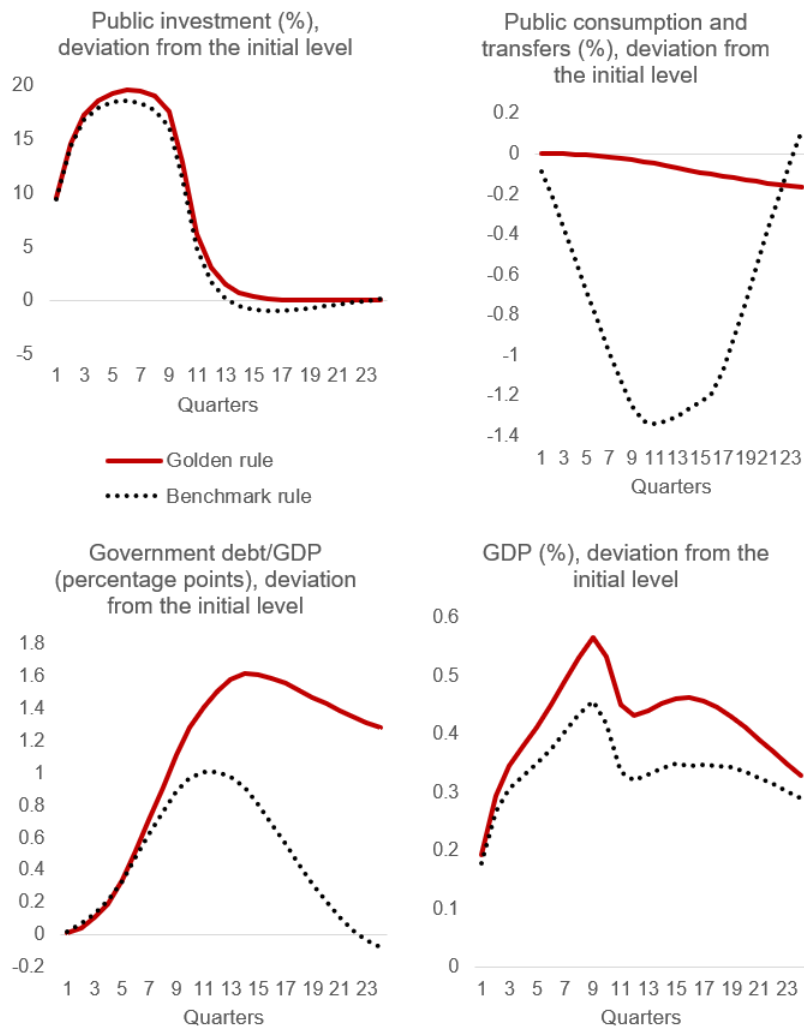 Public investment (%),
deviation from the initial level
20
15
10
5
0
-5
1 3 5 7 9 11 13 15 17 19 21 23
Quarters
Public consumption and
transfers (%), deviation from
the initial level
0.2
0
-0.2
-0.4
-0.6
-0.8
-1
-1.2
-1.4
1 3 5 7 9 11 13 15 17 19 21 23
Quarters
Golden rule
Benchmark rule
Government debt/GDP
(percentage points), deviation
from the initial level
1.8
1.6
1.4
1.2
1
0.8
0.6
0.4
0.2
0
-0.2
1 3 5 7 9 11 13 15 17 19 21 23
Quarters
GDP (%), deviation from the
initial level
0.6
0.5
0.4
0.3
0.2
0.1
0
1 3 5 7 9 11 13 15 17 19 21 23
Quarters